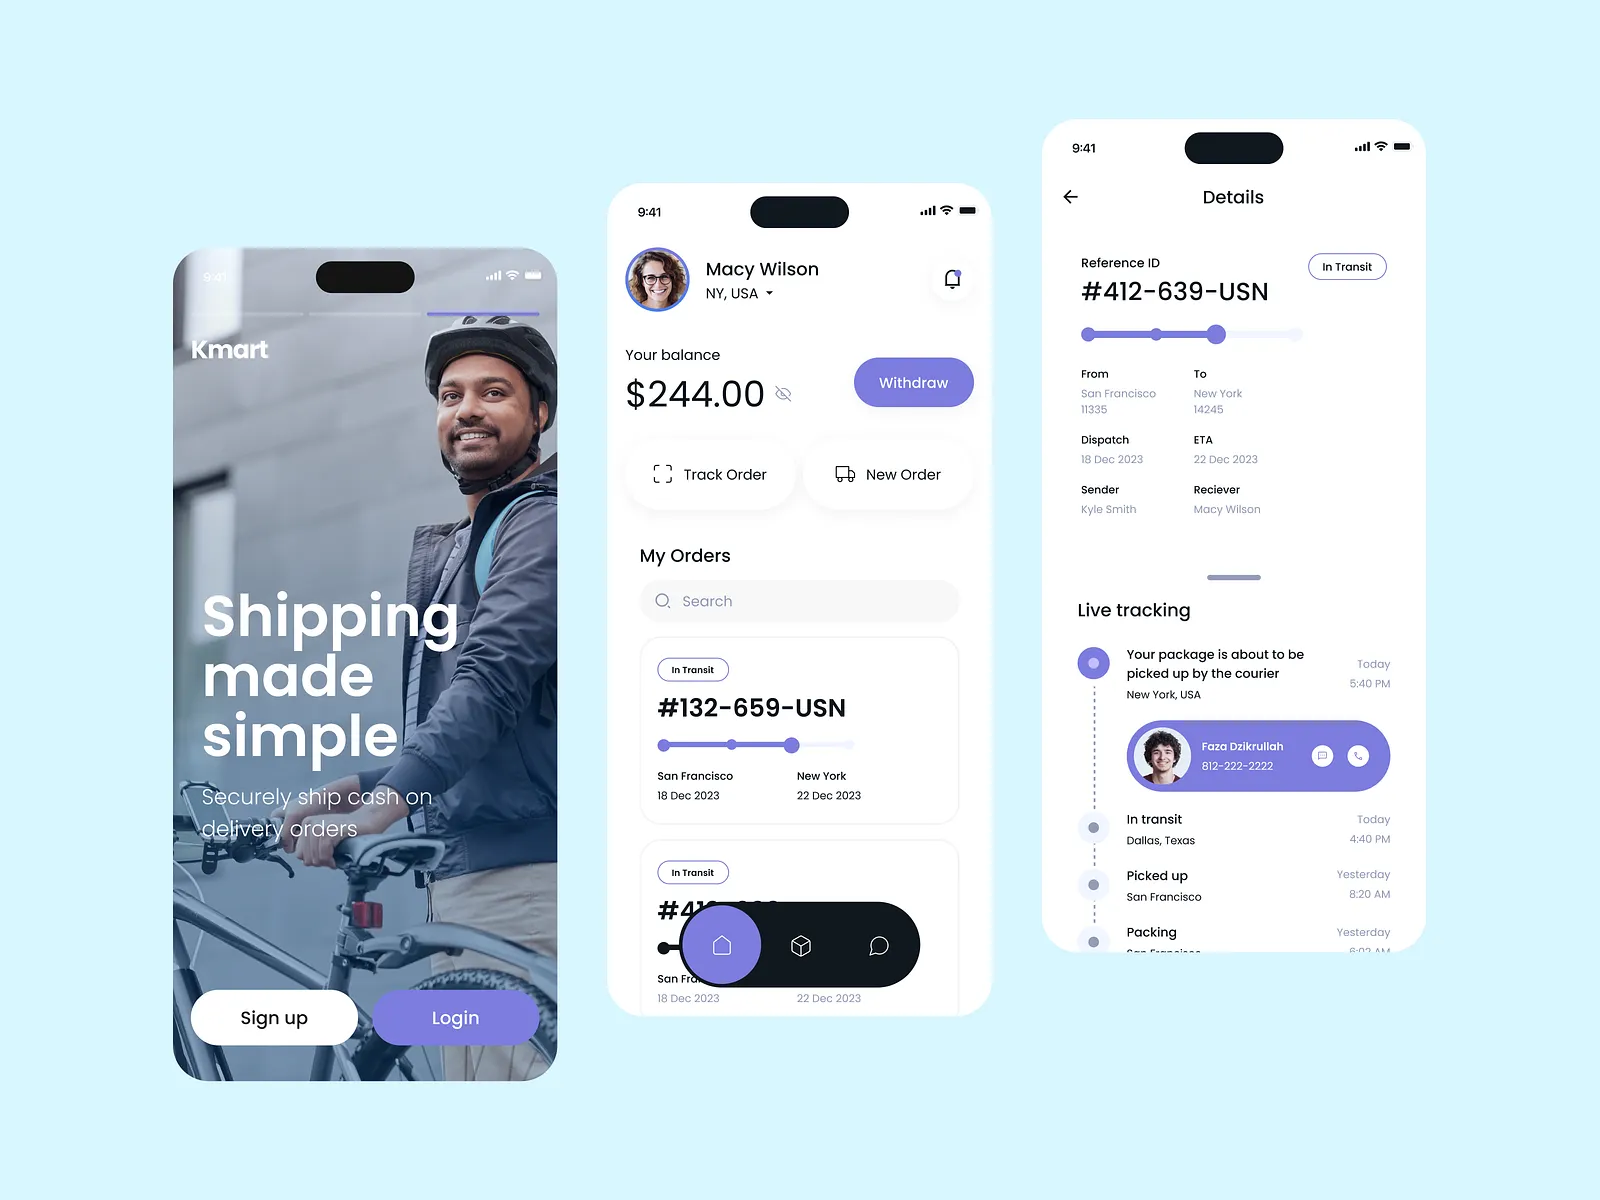 9:41
Kmart
Shipping
made
simple
Securely ship cash on
delivery orders
Sign up
Login
9:41
Macy Wilson
NY, USA
Your balance
$244.00
Withdraw
Track Order
New Order
My Orders
Search
In Transit
#132-659-USN
San Francisco
New York
18 Dec 2023
22 Dec 2023
In Transit
San
18 Dec 2023
22 Dec 2023
9:41
Details
Reference ID
In Transit
#412-639-USN
From
To
San Francisco
New York
11335
14245
Dispatch
ETA
18 Dec 2023
22 Dec 2023
Sender
Reciever
Kyle Smith
Macy Wilson
Live tracking
Your package is about to be
picked up by the courier
New York, USA
Today
5:40 PM
Faza Dzikrullah
812-222-2222
In transit
Today
Dallas, Texas
4:40 PM
Picked up
Yesterday
San Francisco
8:20 AM
Packing
Yesterday
San Francisco